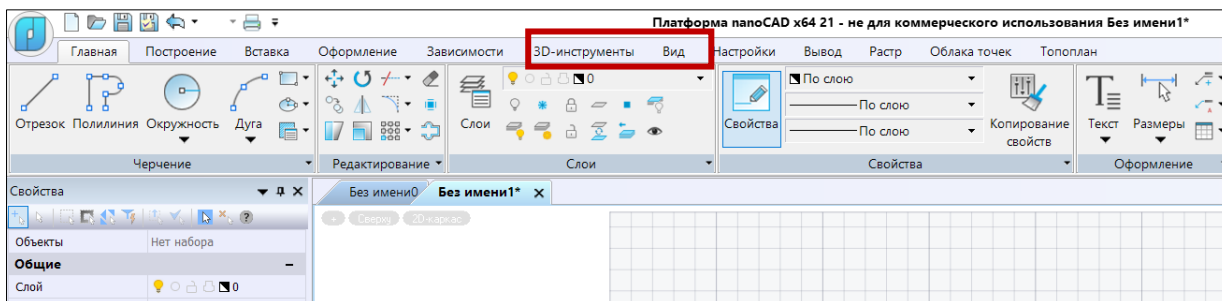 Платформа nanoCAD x64 21 - не для коммерческого использования Без имени1*
Главная Построение Вставка Оформление Зависимости 3D-инструменты Вид Настройки Вывод Растр Облака точек Топоплан
0 По слою
По слою
Отрезок Полилиния Окружность Дуга Слои Свойства По слою Копирование свойств Текст Размеры
Черчение Редактирование Слои Свойства Оформление
Свойства Без имени0 Без имени1*
Сверху 2D-каркас
Объекты Нет набора
Общие
Слой 0